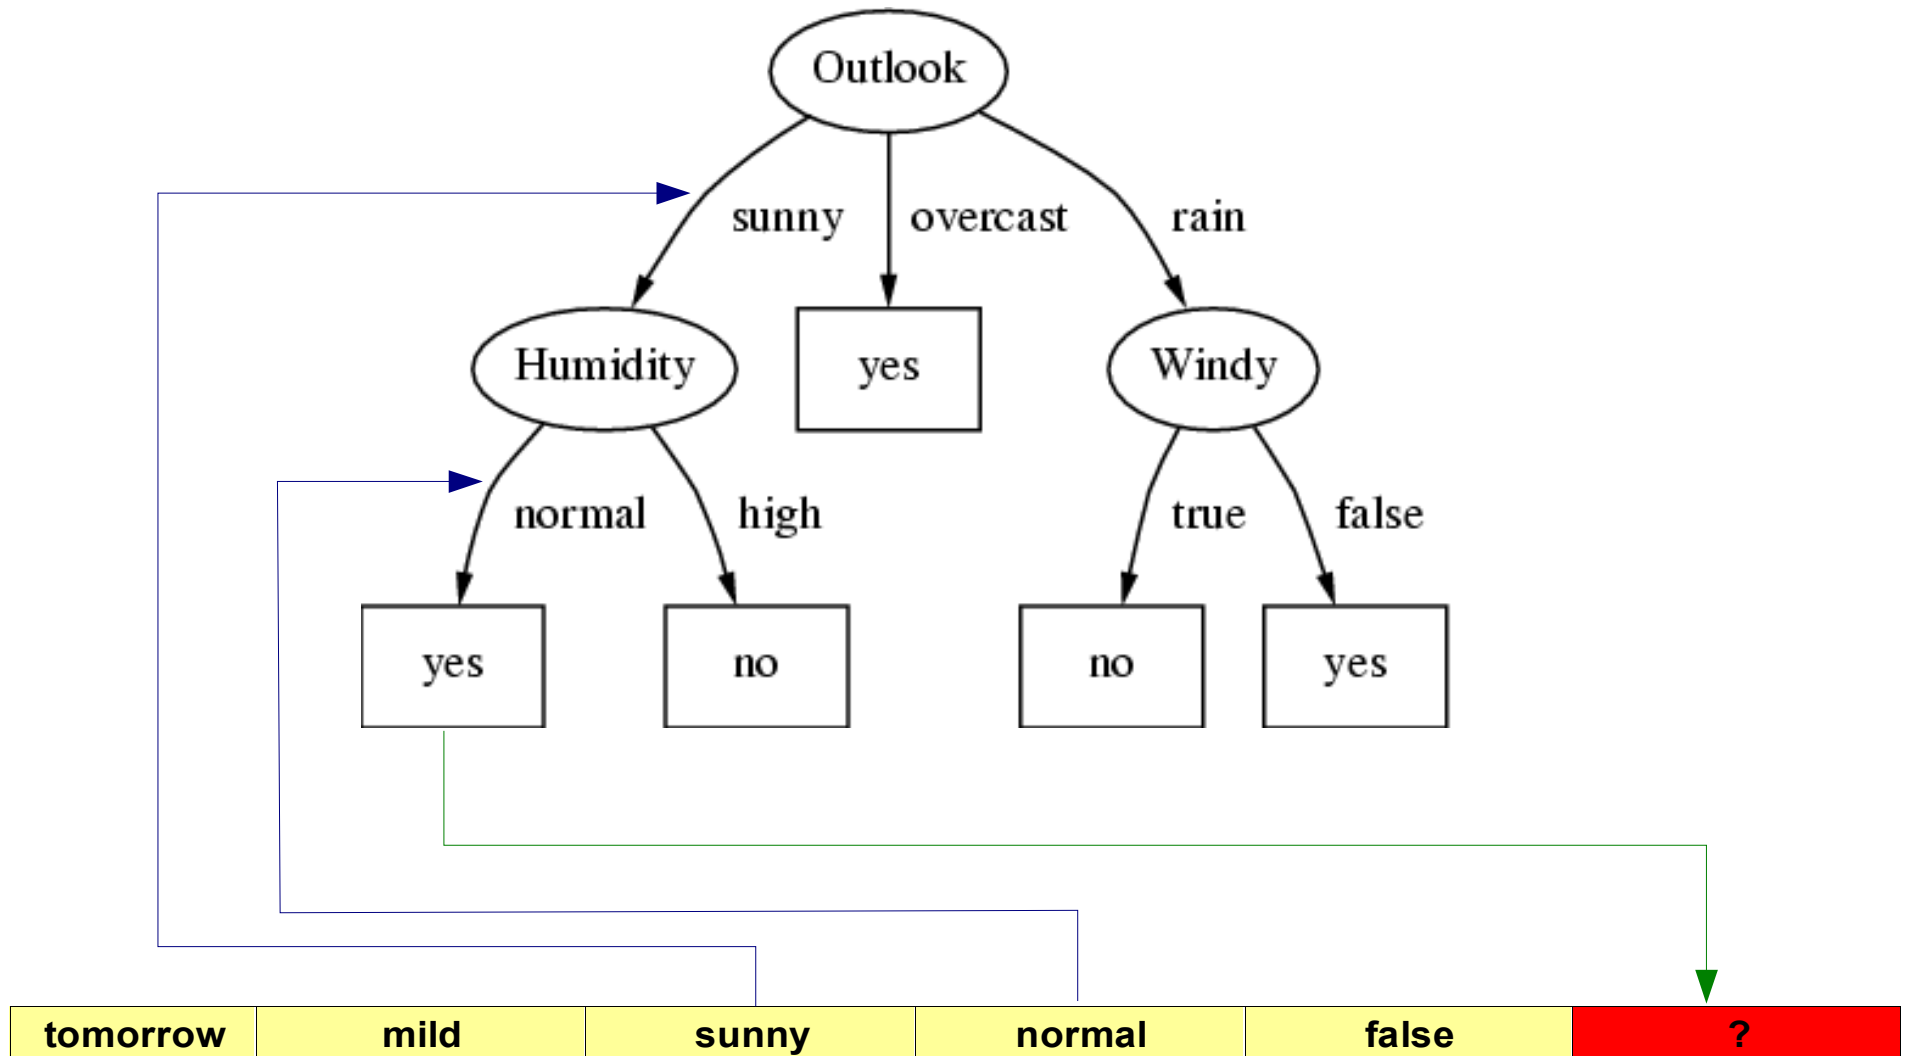 Outlook
sunny overcast rain
Humidity yes Windy
normal high true false
yes no no yes
tomorrow mild sunny normal false ?